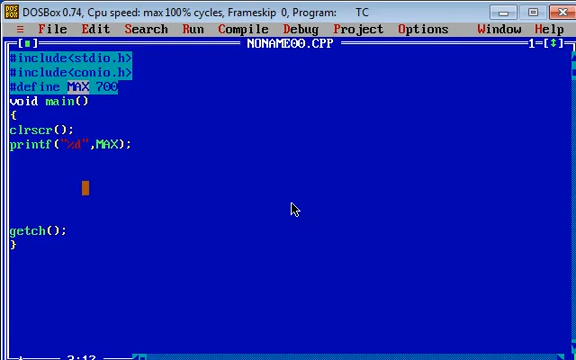 DOSBox 0.74, Cpu speed: max 100% cycles, Frameskip 0, Program: TC
≡ File Edit Search Run Compile Debug Project Options Window Help
[■] NONAME00.CPP 1=[↕]
#include<stdio.h>
#include<conio.h>
#define MAX 700
void main()
{
clrscr();
printf("%d",MAX);
getch();
}